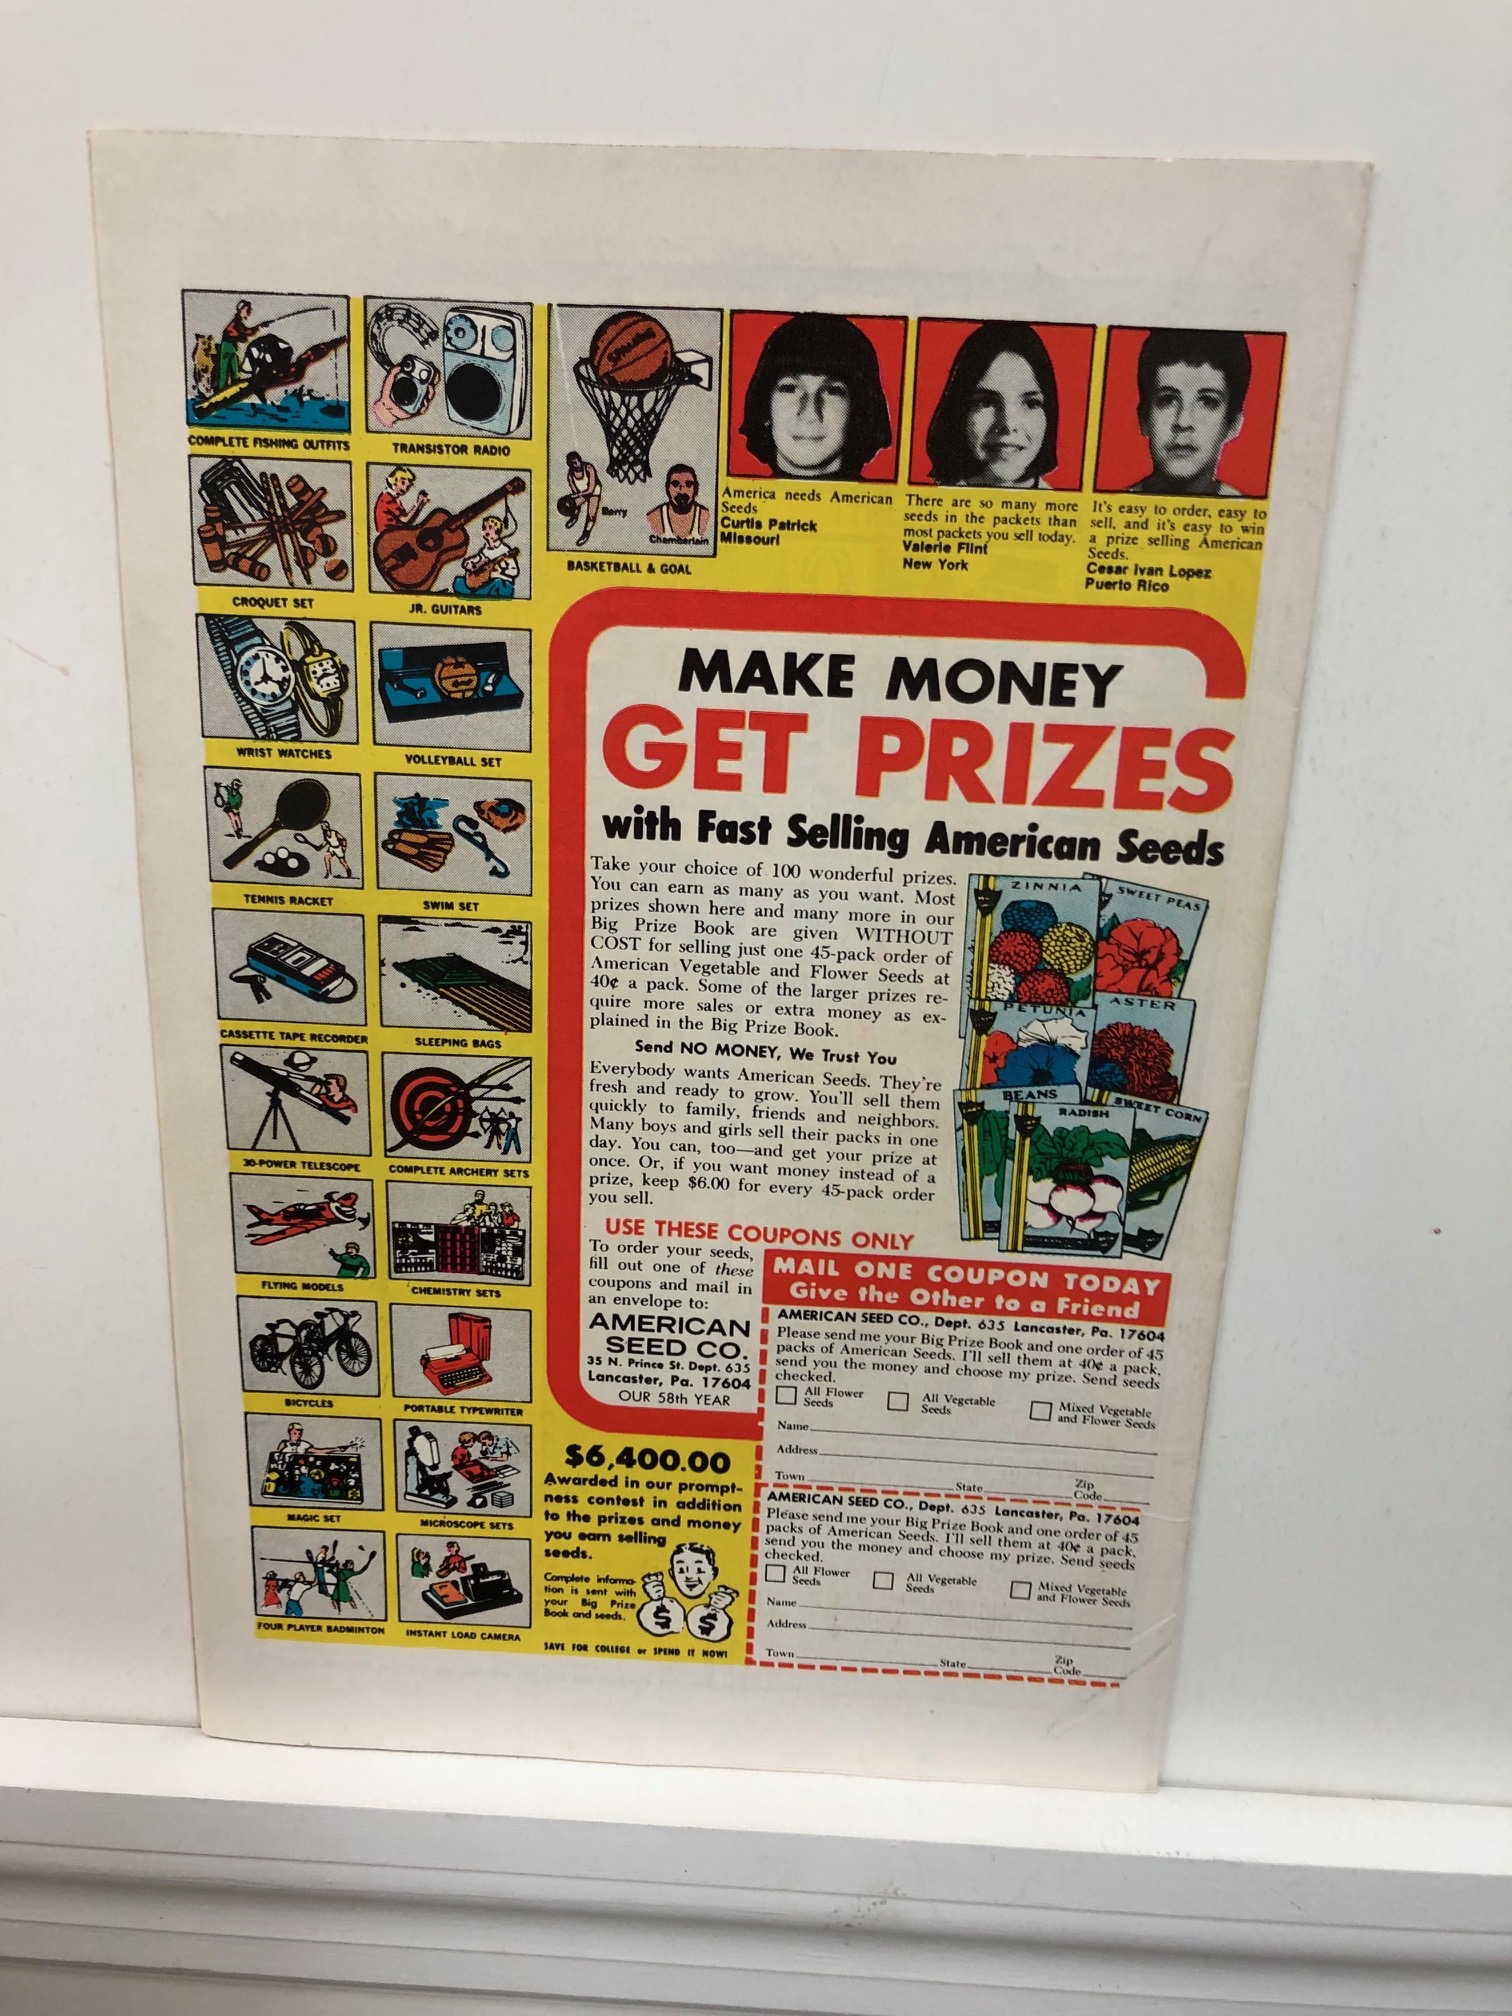 COMPLETE FISHING OUTFITS
TRANSISTOR RADIO
CROQUET SET
JR. GUITARS
WRIST WATCHES
VOLLEYBALL SET
TENNIS RACKET
SWIM SET
CASSETTE TAPE RECORDER
SLEEPING BAGS
30-POWER TELESCOPE
COMPLETE ARCHERY SETS
FLYING MODELS
CHEMISTRY SETS
BICYCLES
PORTABLE TYPEWRITER
MAGIC SET
MICROSCOPE SETS
FOUR PLAYER BADMINTON
INSTANT LOAD CAMERA
Barry
Chamberlain
BASKETBALL & GOAL
America needs American
Seeds
Curtis Patrick
Missouri
There are so many more
seeds in the packets than
most packets you sell today.
Valerie Flint
New York
It's easy to order, easy to
sell, and it's easy to win
a prize selling American
Seeds.
Cesar Ivan Lopez
Puerto Rico
MAKE MONEY
GET PRIZES
with Fast Selling American Seeds
Take your choice of 100 wonderful prizes.
You can earn as many as you want. Most
prizes shown here and many more in our
Big Prize Book are given WITHOUT
COST for selling just one 45-pack order of
American Vegetable and Flower Seeds at
40¢ a pack. Some of the larger prizes re-
quire more sales or extra money as ex-
plained in the Big Prize Book.
Send NO MONEY, We Trust You
Everybody wants American Seeds. They're
fresh and ready to grow. You'll sell them
quickly to family, friends and neighbors.
Many boys and girls sell their packs in one
day. You can, too—and get your prize at
once. Or, if you want money instead of a
prize, keep $6.00 for every 45-pack order
you sell.
ZINNIA
SWEET PEAS
PETUNIA
ASTER
BEANS
RADISH
SWEET CORN
USE THESE COUPONS ONLY
To order your seeds,
fill out one of these
coupons and mail in
an envelope to:
AMERICAN
SEED CO.
35 N. Prince St. Dept. 635
Lancaster, Pa. 17604
OUR 58th YEAR
MAIL ONE COUPON TODAY
Give the Other to a Friend
AMERICAN SEED CO., Dept. 635 Lancaster, Pa. 17604
Please send me your Big Prize Book and one order of 45
packs of American Seeds. I'll sell them at 40¢ a pack,
send you the money and choose my prize. Send seeds
checked.
All Flower Seeds
All Vegetable Seeds
Mixed Vegetable and Flower Seeds
Name
Address
Town State Zip Code
AMERICAN SEED CO., Dept. 635 Lancaster, Pa. 17604
Please send me your Big Prize Book and one order of 45
packs of American Seeds. I'll sell them at 40¢ a pack,
send you the money and choose my prize. Send seeds
checked.
All Flower Seeds
All Vegetable Seeds
Mixed Vegetable and Flower Seeds
Name
Address
Town State Zip Code
$6,400.00
Awarded in our prompt-
ness contest in addition
to the prizes and money
you earn selling
seeds.
Complete informa-
tion is sent with
your Big Prize
Book and seeds.
$ $
SAVE FOR COLLEGE or SPEND IT NOW!